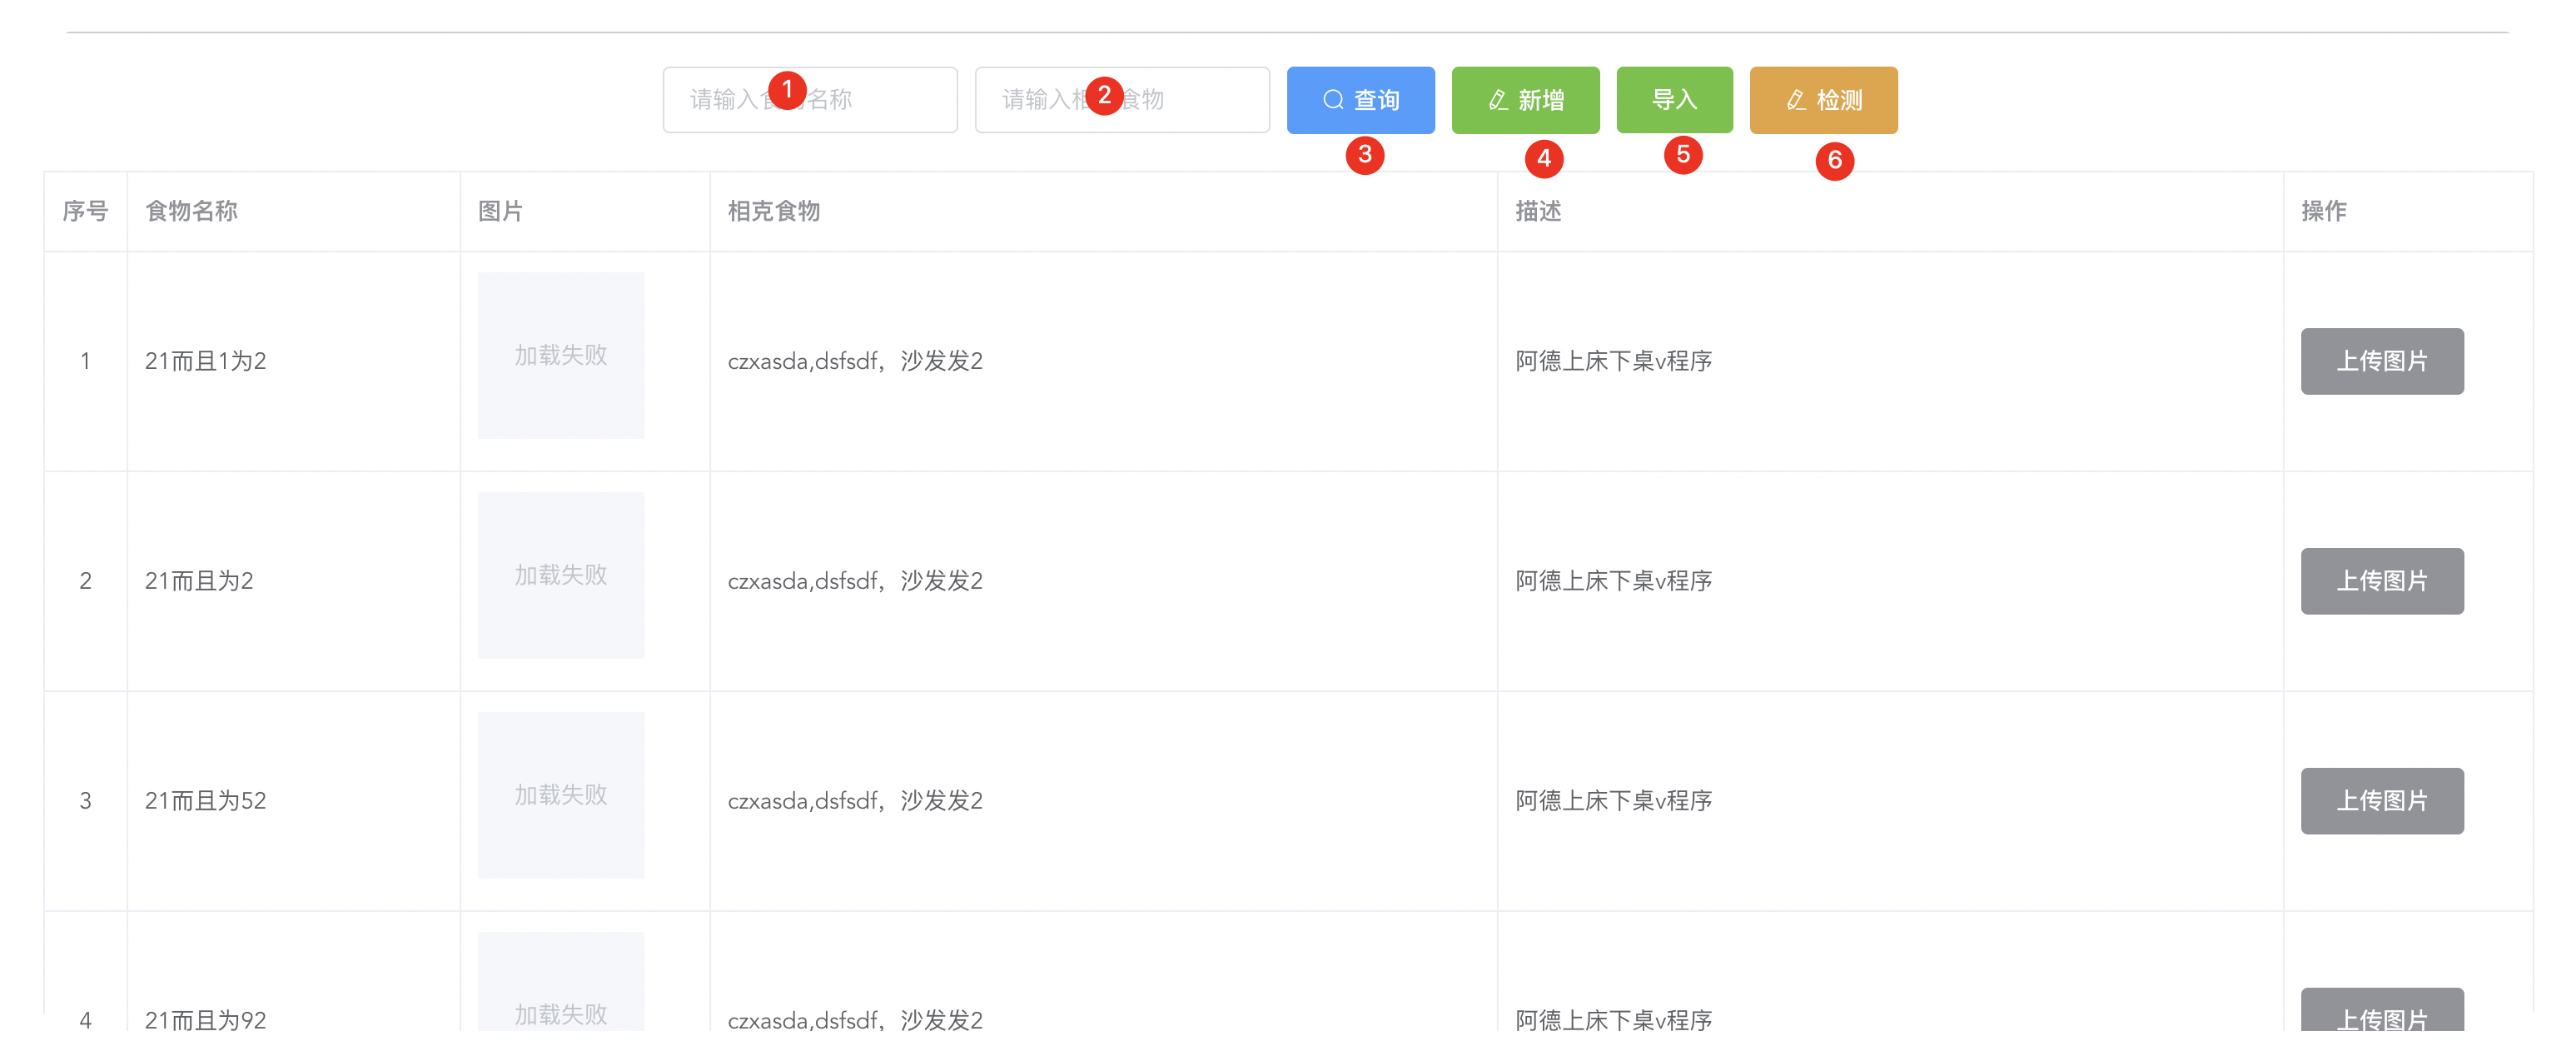 请输入食物名称 请输入相克食物 查询 新增 导入 检测
1 2 3 4 5 6
序号 食物名称 图片 相克食物 描述 操作
1 21而且1为2 加载失败 czxasda,dsfsdf，沙发发2 阿德上床下桌v程序 上传图片
2 21而且为2 加载失败 czxasda,dsfsdf，沙发发2 阿德上床下桌v程序 上传图片
3 21而且为52 加载失败 czxasda,dsfsdf，沙发发2 阿德上床下桌v程序 上传图片
4 21而且为92 加载失败 czxasda,dsfsdf，沙发发2 阿德上床下桌v程序 上传图片